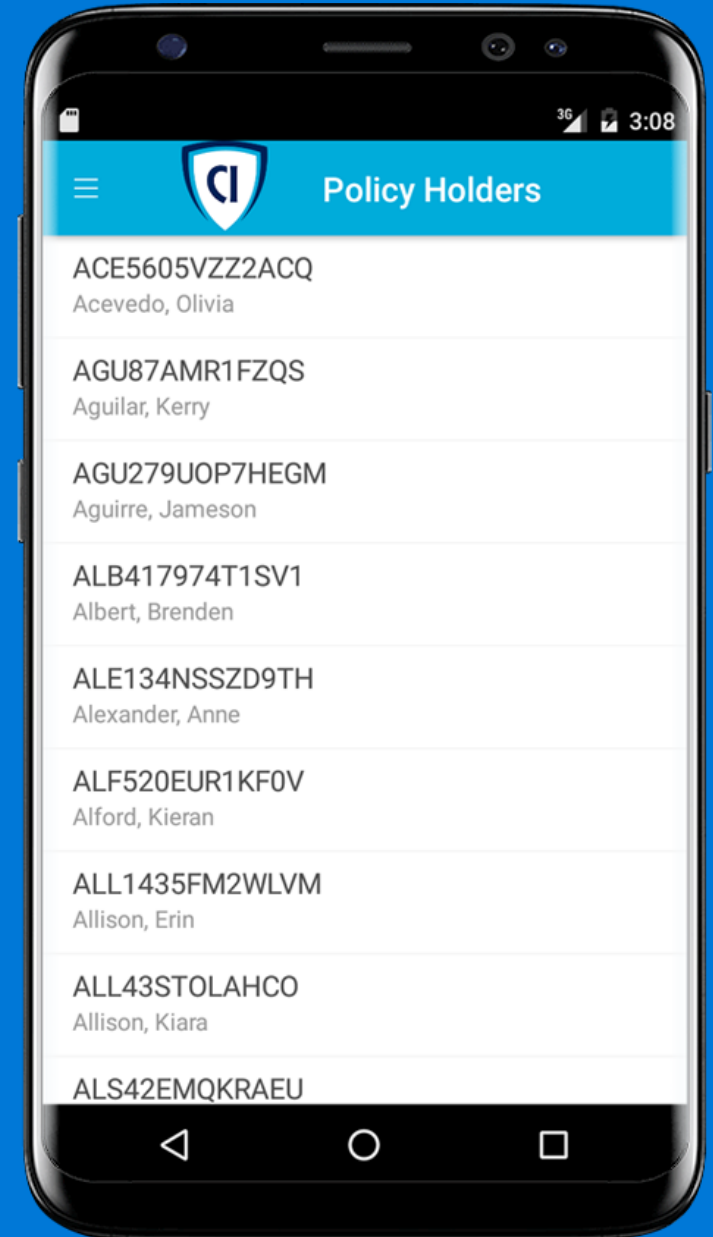 3G
3:08
CI
Policy Holders
ACE5605VZZ2ACQ
Acevedo, Olivia
AGU87AMR1FZQS
Aguilar, Kerry
AGU279UOP7HEGM
Aguirre, Jameson
ALB417974T1SV1
Albert, Brenden
ALE134NSSZD9TH
Alexander, Anne
ALF520EUR1KF0V
Alford, Kieran
ALL1435FM2WLVM
Allison, Erin
ALL43STOLAHCO
Allison, Kiara
ALS42EMQKRAEU